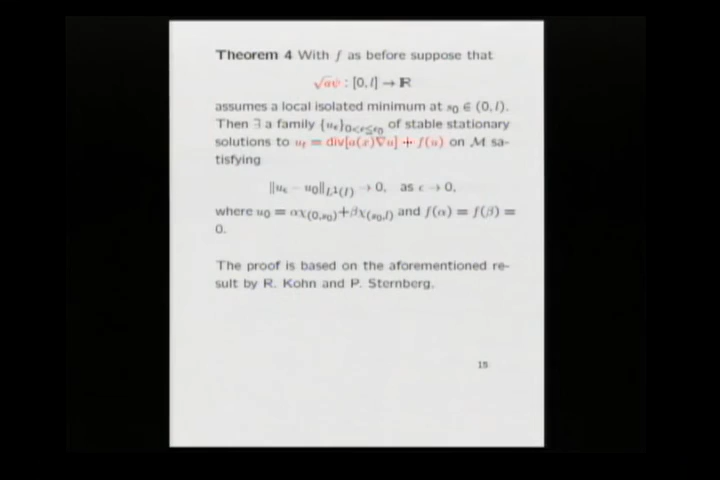 Theorem 4 With f as before suppose that
√aψ : [0, l] → ℝ
assumes a local isolated minimum at s₀ ∈ (0, l).
Then ∃ a family {u_ϵ}_{0<ϵ≤ϵ₀} of stable stationary
solutions to u_t = div[a(x)∇u] + f(u) on ℳ sa-
tisfying
‖u_ϵ − u₀‖_{L¹(I)} → 0, as ϵ → 0,
where u₀ = αχ_{(0,s₀)}+βχ_{(s₀,l)} and f(α) = f(β) =
0.
The proof is based on the aforementioned re-
sult by R. Kohn and P. Sternberg.
15